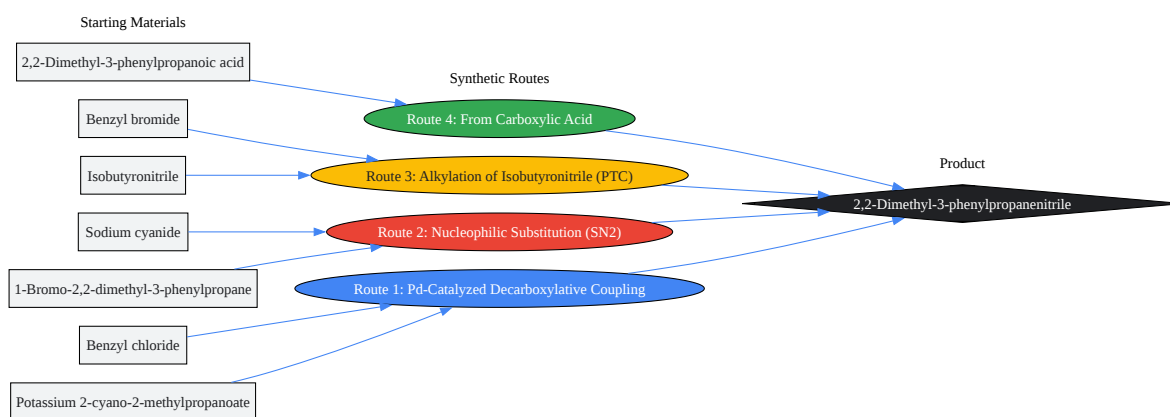 Starting Materials
2,2-Dimethyl-3-phenylpropanoic acid
Benzyl bromide
Isobutyronitrile
Sodium cyanide
1-Bromo-2,2-dimethyl-3-phenylpropane
Benzyl chloride
Potassium 2-cyano-2-methylpropanoate
Synthetic Routes
Route 4: From Carboxylic Acid
Route 3: Alkylation of Isobutyronitrile (PTC)
Route 2: Nucleophilic Substitution (SN2)
Route 1: Pd-Catalyzed Decarboxylative Coupling
Product
2,2-Dimethyl-3-phenylpropanenitrile